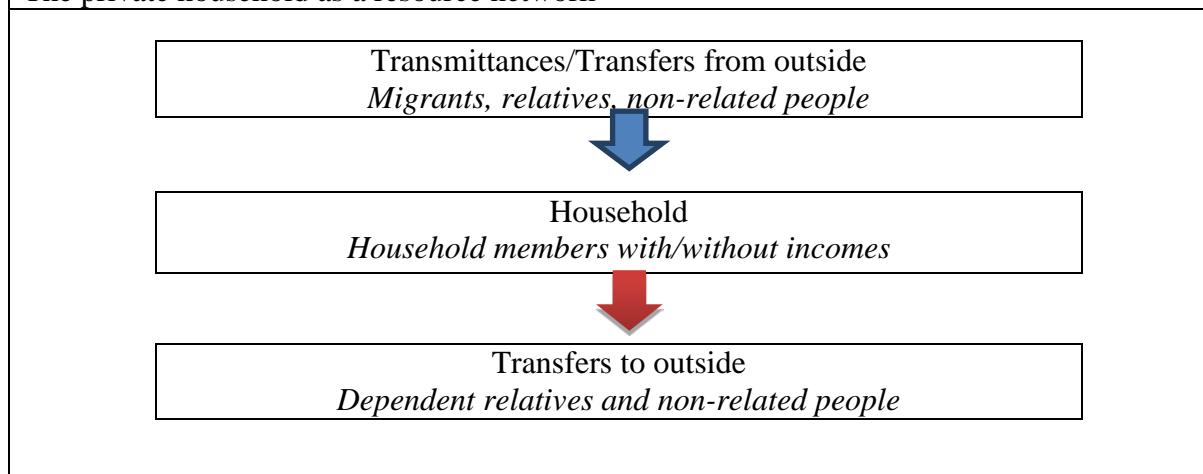 The private household as a resource network
Transmittances/Transfers from outside
Migrants, relatives, non-related people
Household
Household members with/without incomes
Transfers to outside
Dependent relatives and non-related people